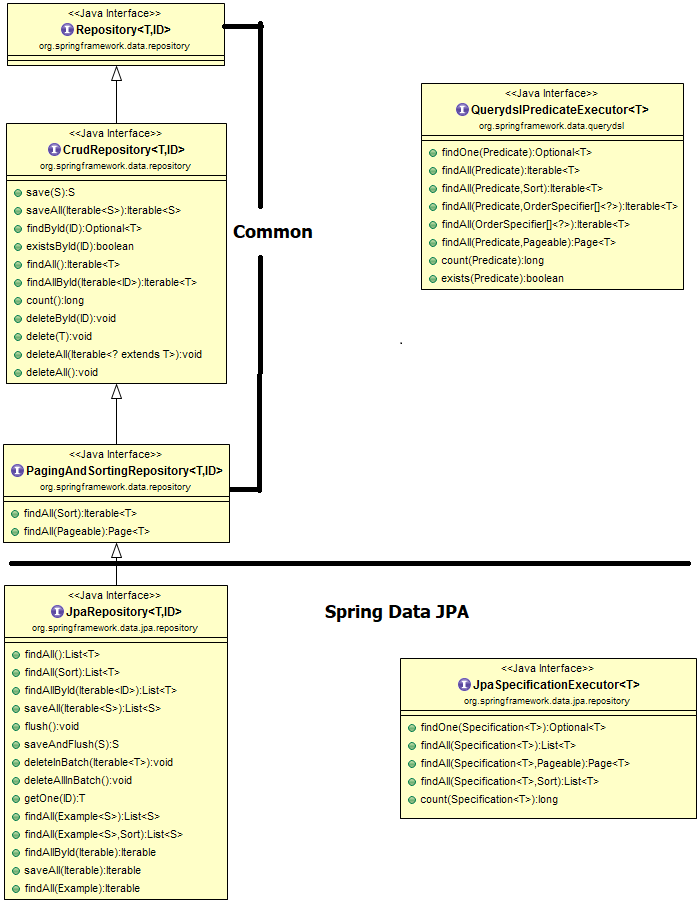 <<Java Interface>>
Repository<T,ID>
org.springframework.data.repository
<<Java Interface>>
CrudRepository<T,ID>
org.springframework.data.repository
save(S):S
saveAll(Iterable<S>):Iterable<S>
findById(ID):Optional<T>
existsById(ID):boolean
findAll():Iterable<T>
findAllById(Iterable<ID>):Iterable<T>
count():long
deleteById(ID):void
delete(T):void
deleteAll(Iterable<? extends T>):void
deleteAll():void
Common
<<Java Interface>>
QuerydslPredicateExecutor<T>
org.springframework.data.querydsl
findOne(Predicate):Optional<T>
findAll(Predicate):Iterable<T>
findAll(Predicate,Sort):Iterable<T>
findAll(Predicate,OrderSpecifier[]<?>):Iterable<T>
findAll(OrderSpecifier[]<?>):Iterable<T>
findAll(Predicate,Pageable):Page<T>
count(Predicate):long
exists(Predicate):boolean
<<Java Interface>>
PagingAndSortingRepository<T,ID>
org.springframework.data.repository
findAll(Sort):Iterable<T>
findAll(Pageable):Page<T>
Spring Data JPA
<<Java Interface>>
JpaRepository<T,ID>
org.springframework.data.jpa.repository
findAll():List<T>
findAll(Sort):List<T>
findAllById(Iterable<ID>):List<T>
saveAll(Iterable<S>):List<S>
flush():void
saveAndFlush(S):S
deleteInBatch(Iterable<T>):void
deleteAllInBatch():void
getOne(ID):T
findAll(Example<S>):List<S>
findAll(Example<S>,Sort):List<S>
findAllById(Iterable):Iterable
saveAll(Iterable):Iterable
findAll(Example):Iterable
<<Java Interface>>
JpaSpecificationExecutor<T>
org.springframework.data.jpa.repository
findOne(Specification<T>):Optional<T>
findAll(Specification<T>):List<T>
findAll(Specification<T>,Pageable):Page<T>
findAll(Specification<T>,Sort):List<T>
count(Specification<T>):long